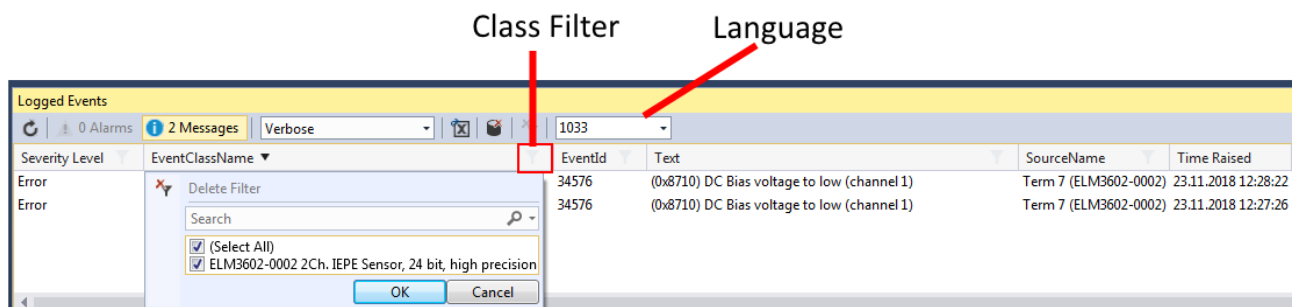 Class Filter Language
Logged Events
0 Alarms 2 Messages Verbose 1033
Severity Level EventClassName EventId Text SourceName Time Raised
Error 34576 (0x8710) DC Bias voltage to low (channel 1) Term 7 (ELM3602-0002) 23.11.2018 12:28:22
Error 34576 (0x8710) DC Bias voltage to low (channel 1) Term 7 (ELM3602-0002) 23.11.2018 12:27:26
Delete Filter
Search
(Select All)
ELM3602-0002 2Ch. IEPE Sensor, 24 bit, high precision
OK Cancel